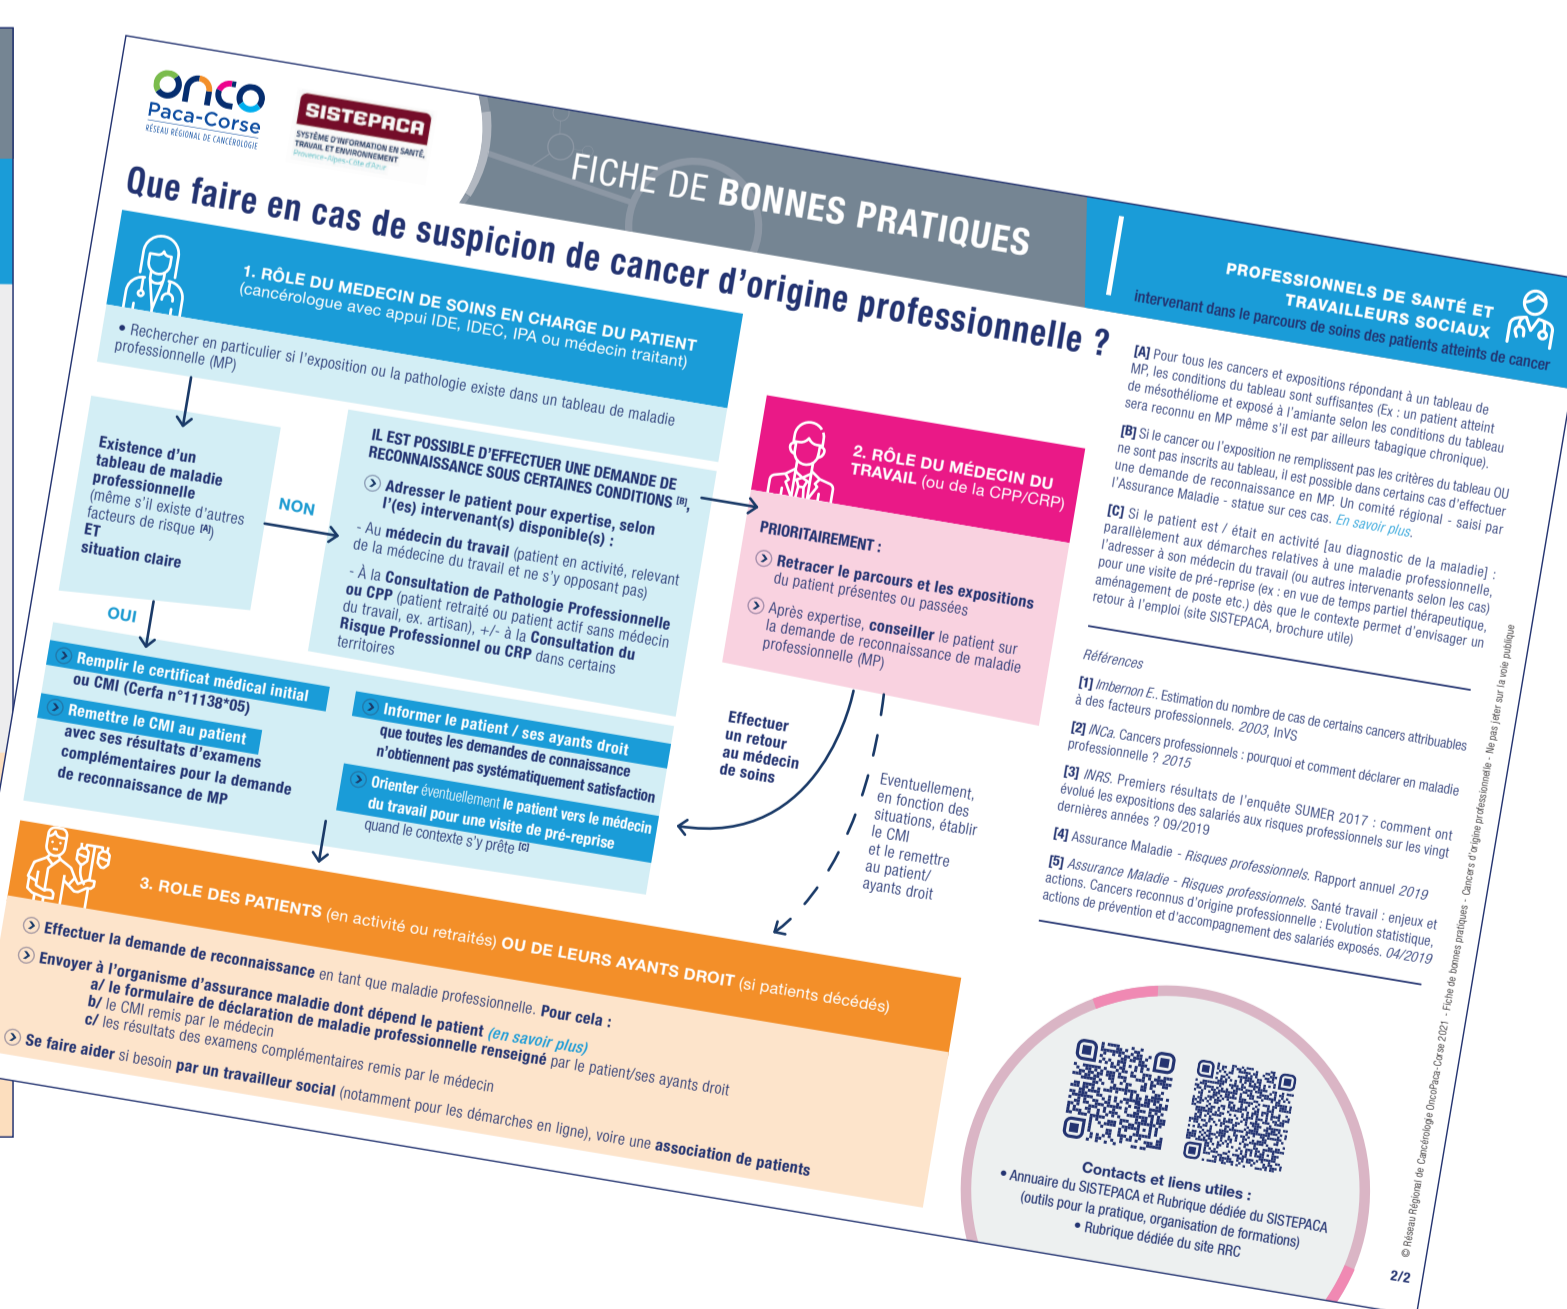 onco
Paca-Corse
RÉSEAU RÉGIONAL DE CANCÉROLOGIE
SISTEPACA
SYSTÈME D'INFORMATION EN SANTÉ,
TRAVAIL ET ENVIRONNEMENT
Provence-Alpes-Côte d'Azur
FICHE DE BONNES PRATIQUES
PROFESSIONNELS DE SANTÉ ET
TRAVAILLEURS SOCIAUX
intervenant dans le parcours de soins des patients atteints de cancer
Que faire en cas de suspicion de cancer d'origine professionnelle ?
1. RÔLE DU MEDECIN DE SOINS EN CHARGE DU PATIENT
(cancérologue avec appui IDE, IDEC, IPA ou médecin traitant)
• Rechercher en particulier si l'exposition ou la pathologie existe dans un tableau de maladie
professionnelle (MP)
Existence d'un
tableau de maladie
professionnelle
(même s'il existe d'autres
facteurs de risque [A])
ET
situation claire
NON
OUI
IL EST POSSIBLE D'EFFECTUER UNE DEMANDE DE
RECONNAISSANCE SOUS CERTAINES CONDITIONS [B],
Adresser le patient pour expertise, selon
l'(es) intervenant(s) disponible(s) :
- Au médecin du travail (patient en activité, relevant
de la médecine du travail et ne s'y opposant pas)
- À la Consultation de Pathologie Professionnelle
ou CPP (patient retraité ou patient actif sans médecin
du travail, ex. artisan), +/- à la Consultation du
Risque Professionnel ou CRP dans certains
territoires
Remplir le certificat médical initial
ou CMI (Cerfa n°11138*05)
Remettre le CMI au patient
avec ses résultats d'examens
complémentaires pour la demande
de reconnaissance de MP
Informer le patient / ses ayants droit
que toutes les demandes de connaissance
n'obtiennent pas systématiquement satisfaction
Orienter éventuellement le patient vers le médecin
du travail pour une visite de pré-reprise
quand le contexte s'y prête [C]
2. RÔLE DU MÉDECIN DU
TRAVAIL (ou de la CPP/CRP)
PRIORITAIREMENT :
Retracer le parcours et les expositions
du patient présentes ou passées
Après expertise, conseiller le patient sur
la demande de reconnaissance de maladie
professionnelle (MP)
Effectuer
un retour
au médecin
de soins
Eventuellement,
en fonction des
situations, établir
le CMI
et le remettre
au patient/
ayants droit
3. ROLE DES PATIENTS (en activité ou retraités) OU DE LEURS AYANTS DROIT (si patients décédés)
Effectuer la demande de reconnaissance en tant que maladie professionnelle. Pour cela :
Envoyer à l'organisme d'assurance maladie dont dépend le patient (en savoir plus)
a/ le formulaire de déclaration de maladie professionnelle renseigné par le patient/ses ayants droit
b/ le CMI remis par le médecin
c/ les résultats des examens complémentaires remis par le médecin
Se faire aider si besoin par un travailleur social (notamment pour les démarches en ligne), voire une association de patients
[A] Pour tous les cancers et expositions répondant à un tableau de
MP, les conditions du tableau sont suffisantes (Ex : un patient atteint
de mésothéliome et exposé à l'amiante selon les conditions du tableau
sera reconnu en MP même s'il est par ailleurs tabagique chronique).
[B] Si le cancer ou l'exposition ne remplissent pas les critères du tableau OU
ne sont pas inscrits au tableau, il est possible dans certains cas d'effectuer
une demande de reconnaissance en MP. Un comité régional - saisi par
l'Assurance Maladie - statue sur ces cas. En savoir plus.
[C] Si le patient est / était en activité [au diagnostic de la maladie] :
parallèlement aux démarches relatives à une maladie professionnelle,
l'adresser à son médecin du travail (ou autres intervenants selon les cas)
pour une visite de pré-reprise (ex : en vue de temps partiel thérapeutique,
aménagement de poste etc.) dès que le contexte permet d'envisager un
retour à l'emploi (site SISTEPACA, brochure utile)
Références
[1] Imbernon E.. Estimation du nombre de cas de certains cancers attribuables
à des facteurs professionnels. 2003, InVS
[2] INCa. Cancers professionnels : pourquoi et comment déclarer en maladie
professionnelle ? 2015
[3] INRS. Premiers résultats de l'enquête SUMER 2017 : comment ont
évolué les expositions des salariés aux risques professionnels sur les vingt
dernières années ? 09/2019
[4] Assurance Maladie - Risques professionnels. Rapport annuel 2019
[5] Assurance Maladie - Risques professionnels. Santé travail : enjeux et
actions. Cancers reconnus d'origine professionnelle : Evolution statistique,
actions de prévention et d'accompagnement des salariés exposés. 04/2019
Contacts et liens utiles :
• Annuaire du SISTEPACA et Rubrique dédiée du SISTEPACA
(outils pour la pratique, organisation de formations)
• Rubrique dédiée du site RRC
© Réseau Régional de Cancérologie OncoPaca-Corse 2021 - Fiche de bonnes pratiques - Cancers d'origine professionnelle - Ne pas jeter sur la voie publique
2/2